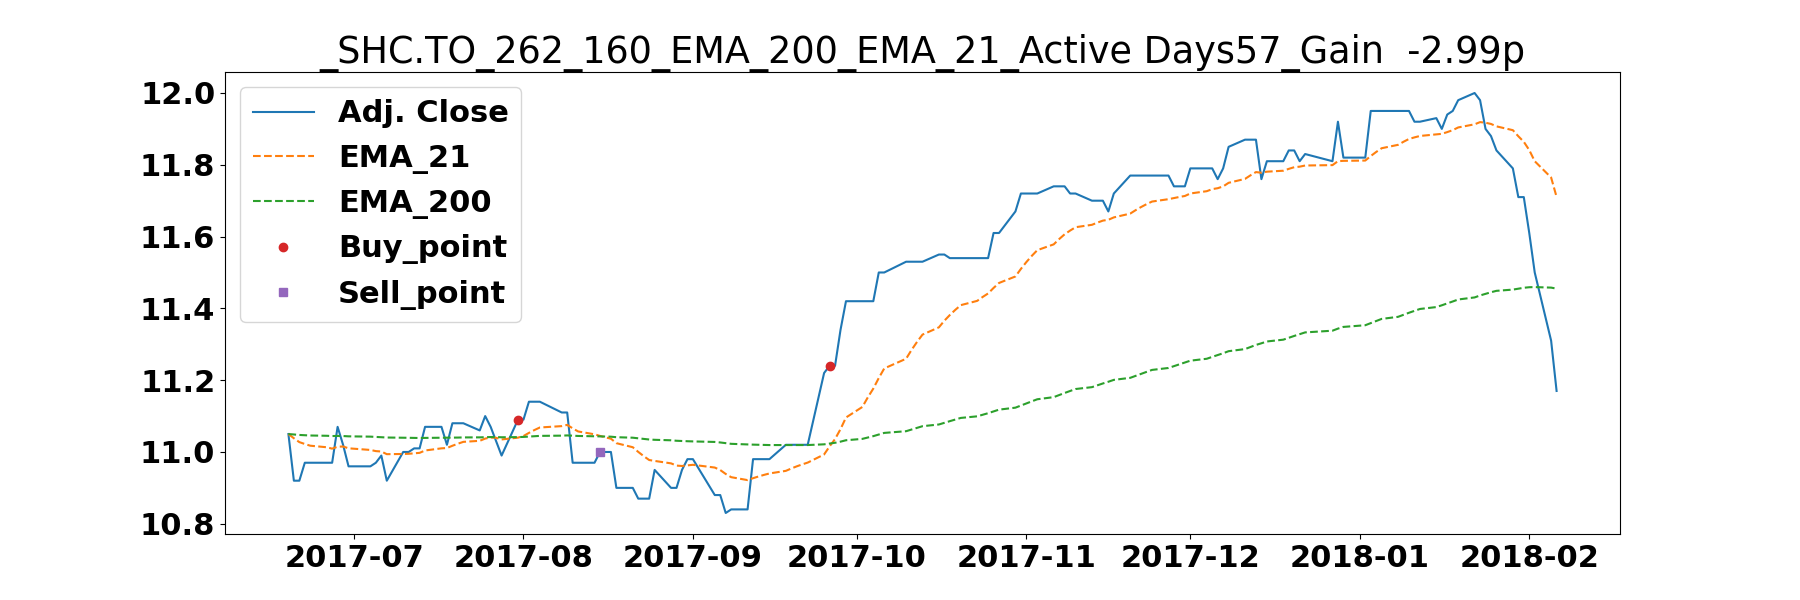 _SHC.TO_262_160_EMA_200_EMA_21_Active Days57_Gain  -2.99p
12.0
11.8
11.6
11.4
11.2
11.0
10.8
Adj. Close
EMA_21
EMA_200
Buy_point
Sell_point
2017-07 2017-08 2017-09 2017-10 2017-11 2017-12 2018-01 2018-02